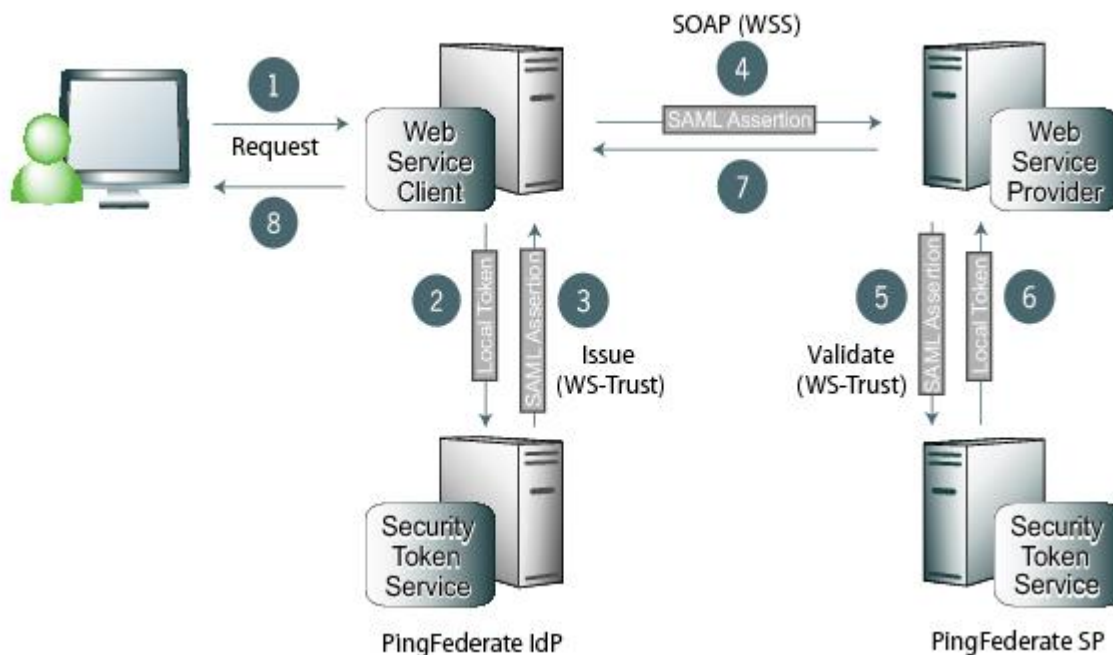 SOAP (WSS)
1
4
SAML Assertion
Request
Web
Service
Client
Web
Service
Provider
8
7
2
Local Token
SAML Assertion
3
Issue
(WS-Trust)
5
SAML Assertion
Local Token
6
Validate
(WS-Trust)
Security
Token
Service
Security
Token
Service
PingFederate IdP
PingFederate SP